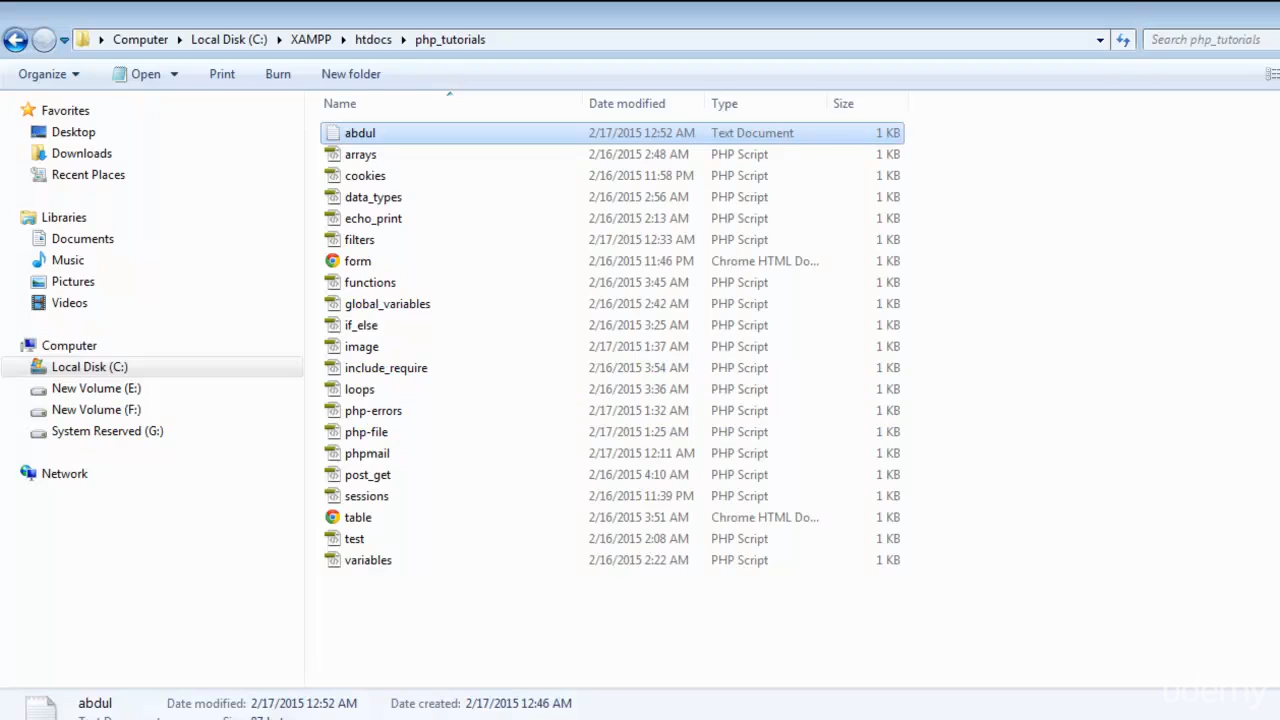 Computer Local Disk (C:) XAMPP htdocs php_tutorials Search php_tutorials
Organize Open Print Burn New folder
Name Date modified Type Size
Favorites
Desktop
Downloads
Recent Places
Libraries
Documents
Music
Pictures
Videos
Computer
Local Disk (C:)
New Volume (E:)
New Volume (F:)
System Reserved (G:)
Network
abdul 2/17/2015 12:52 AM Text Document 1 KB
arrays 2/16/2015 2:48 AM PHP Script 1 KB
cookies 2/16/2015 11:58 PM PHP Script 1 KB
data_types 2/16/2015 2:56 AM PHP Script 1 KB
echo_print 2/16/2015 2:13 AM PHP Script 1 KB
filters 2/17/2015 12:33 AM PHP Script 1 KB
form 2/16/2015 11:46 PM Chrome HTML Do... 1 KB
functions 2/16/2015 3:45 AM PHP Script 1 KB
global_variables 2/16/2015 2:42 AM PHP Script 1 KB
if_else 2/16/2015 3:25 AM PHP Script 1 KB
image 2/17/2015 1:37 AM PHP Script 1 KB
include_require 2/16/2015 3:54 AM PHP Script 1 KB
loops 2/16/2015 3:36 AM PHP Script 1 KB
php-errors 2/17/2015 1:32 AM PHP Script 1 KB
php-file 2/17/2015 1:25 AM PHP Script 1 KB
phpmail 2/17/2015 12:11 AM PHP Script 1 KB
post_get 2/16/2015 4:10 AM PHP Script 1 KB
sessions 2/16/2015 11:39 PM PHP Script 1 KB
table 2/16/2015 3:51 AM Chrome HTML Do... 1 KB
test 2/16/2015 2:08 AM PHP Script 1 KB
variables 2/16/2015 2:22 AM PHP Script 1 KB
abdul Date modified: 2/17/2015 12:52 AM Date created: 2/17/2015 12:46 AM
udemy